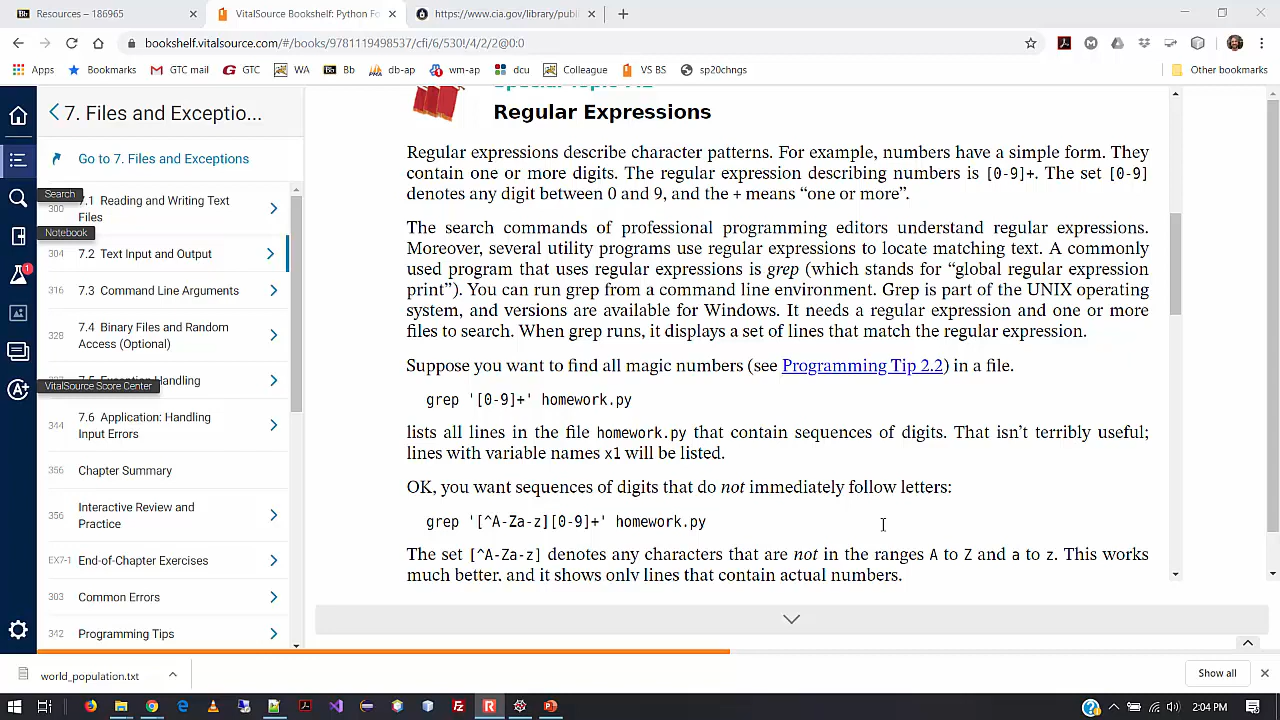 Resources – 186965
VitalSource Bookshelf: Python Fo
https://www.cia.gov/library/publ
bookshelf.vitalsource.com/#/books/9781119498537/cfi/6/530!/4/2/2@0:0
Apps
Bookmarks
GTC mail
GTC
WA
Bb
db-ap
wm-ap
dcu
Colleague
VS BS
sp20chngs
Other bookmarks
7. Files and Exceptio...
Go to 7. Files and Exceptions
Search
300 7.1 Reading and Writing Text
Files
Notebook
304 7.2 Text Input and Output
316 7.3 Command Line Arguments
328 7.4 Binary Files and Random
Access (Optional)
VitalSource Score Center
344 7.6 Application: Handling
Input Errors
356 Chapter Summary
356 Interactive Review and
Practice
EX7-1 End-of-Chapter Exercises
303 Common Errors
342 Programming Tips
Regular Expressions
Regular expressions describe character patterns. For example, numbers have a simple form. They
contain one or more digits. The regular expression describing numbers is [0-9]+. The set [0-9]
denotes any digit between 0 and 9, and the + means “one or more”.
The search commands of professional programming editors understand regular expressions.
Moreover, several utility programs use regular expressions to locate matching text. A commonly
used program that uses regular expressions is grep (which stands for “global regular expression
print”). You can run grep from a command line environment. Grep is part of the UNIX operating
system, and versions are available for Windows. It needs a regular expression and one or more
files to search. When grep runs, it displays a set of lines that match the regular expression.
Suppose you want to find all magic numbers (see Programming Tip 2.2) in a file.
grep '[0-9]+' homework.py
lists all lines in the file homework.py that contain sequences of digits. That isn’t terribly useful;
lines with variable names x1 will be listed.
OK, you want sequences of digits that do not immediately follow letters:
grep '[^A-Za-z][0-9]+' homework.py
The set [^A-Za-z] denotes any characters that are not in the ranges A to Z and a to z. This works
much better, and it shows only lines that contain actual numbers.
world_population.txt
Show all
2:04 PM